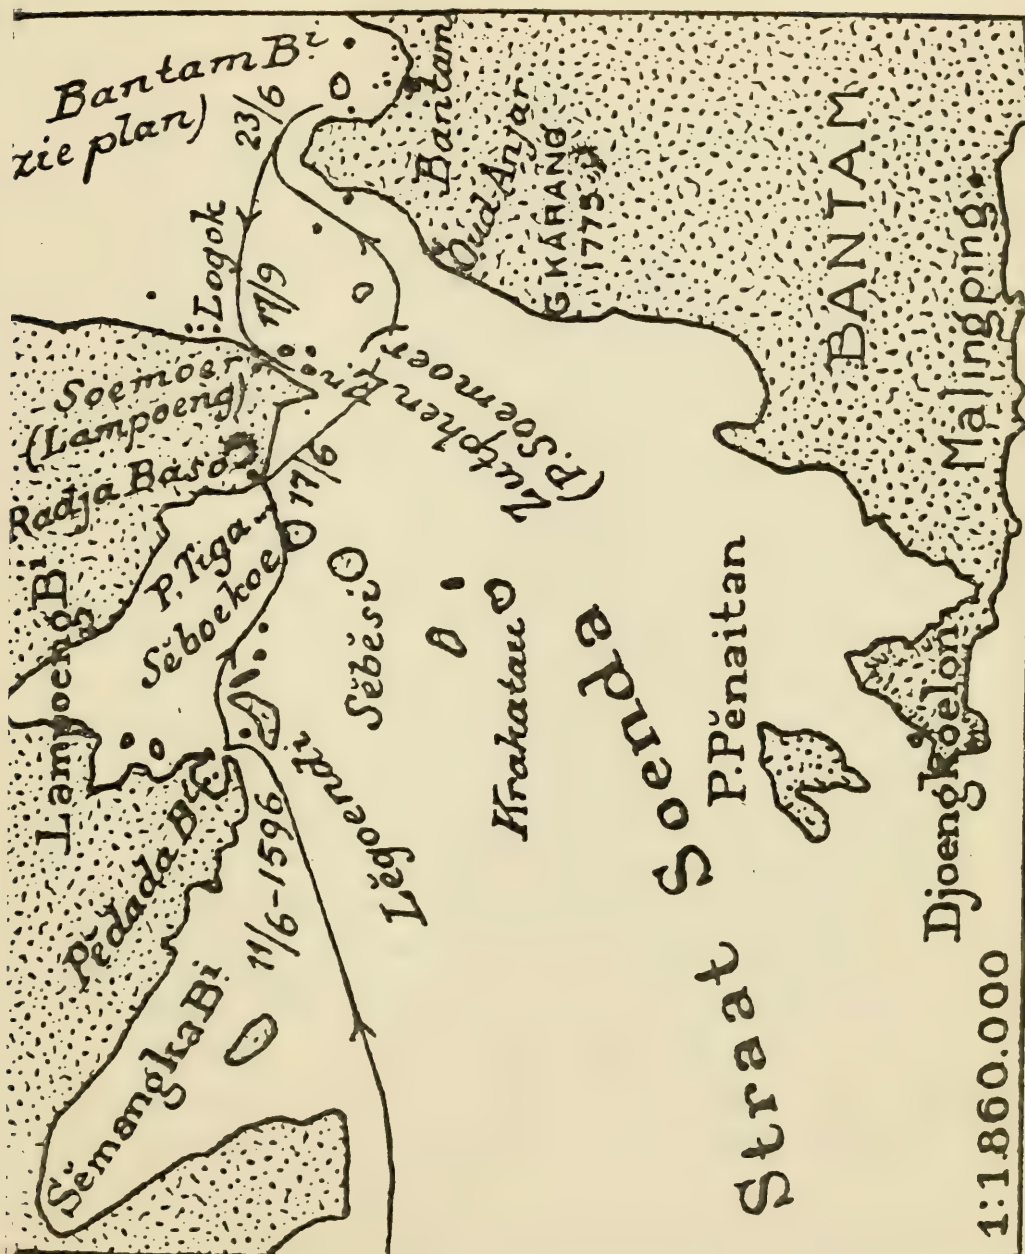 Bantam Bi
zie plan)
23/6
Bantam
Oud-Anjar
G KARANG
1775
BANTAM
Malingping
Logok
17/9
Soemoer
(Lampoeng)
Radja Basa
Zutphen En
(P. Soemoer)
17/6
P. Tiga
Sĕboekoe
Lampoeng Bi
Sĕbĕsi
Krakatau
Lĕgoendi
Pĕdada Bi
11/6-1596
Sĕmangka Bi
Straat Soenda
P. Pĕnaitan
Djoengkoelon
1:1.860.000